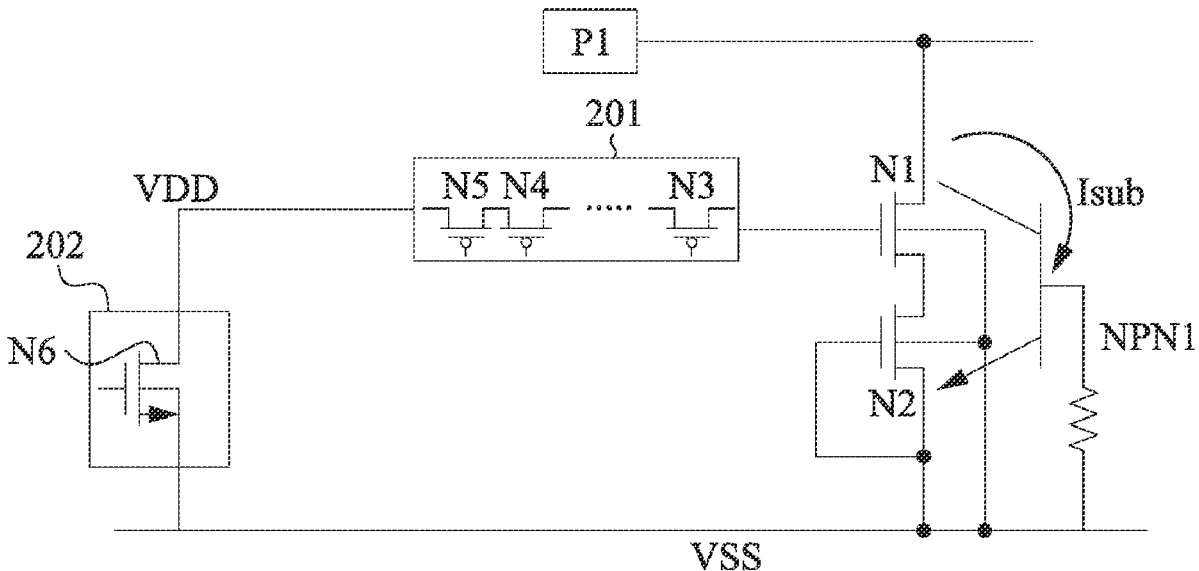 P1
201
VDD
N5 N4 ..... N3
N1
Isub
202
N6
N2
NPN1
VSS